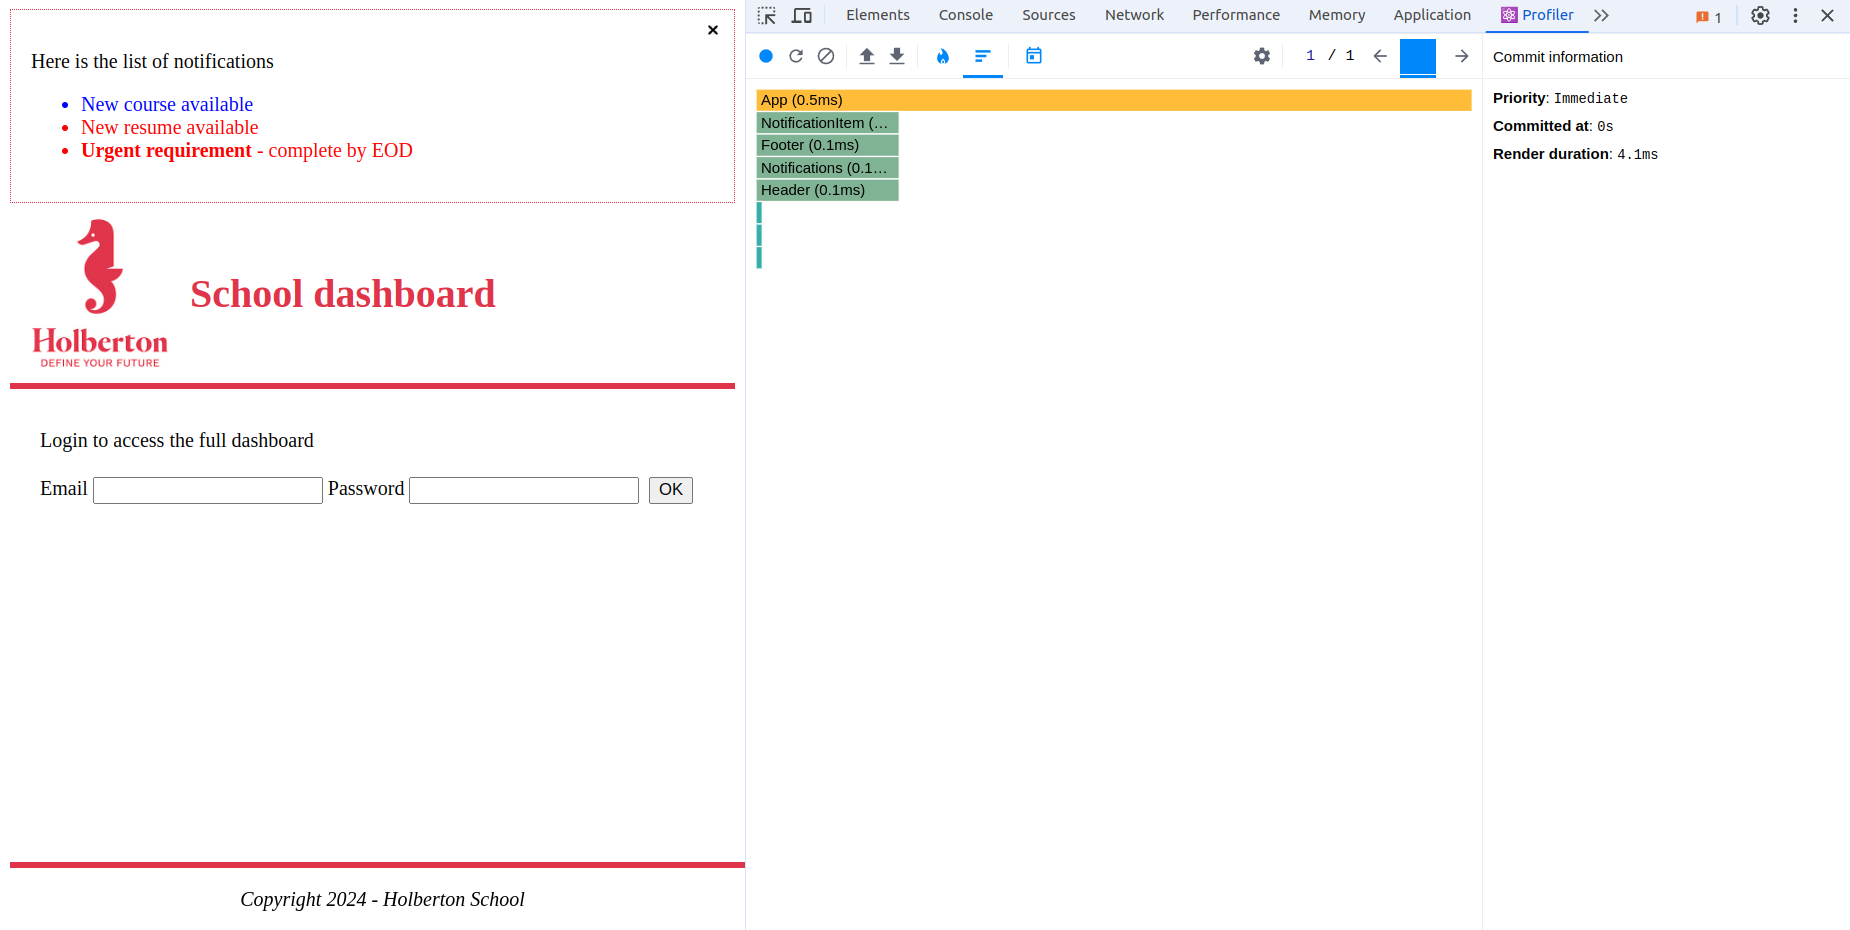 ×
Here is the list of notifications
New course available
New resume available
Urgent requirement - complete by EOD
Holberton
DEFINE YOUR FUTURE
School dashboard
Login to access the full dashboard
Email Password OK
Copyright 2024 - Holberton School
Elements Console Sources Network Performance Memory Application Profiler 1
1 / 1
App (0.5ms)
NotificationItem (…
Footer (0.1ms)
Notifications (0.1…
Header (0.1ms)
Commit information
Priority: Immediate
Committed at: 0s
Render duration: 4.1ms